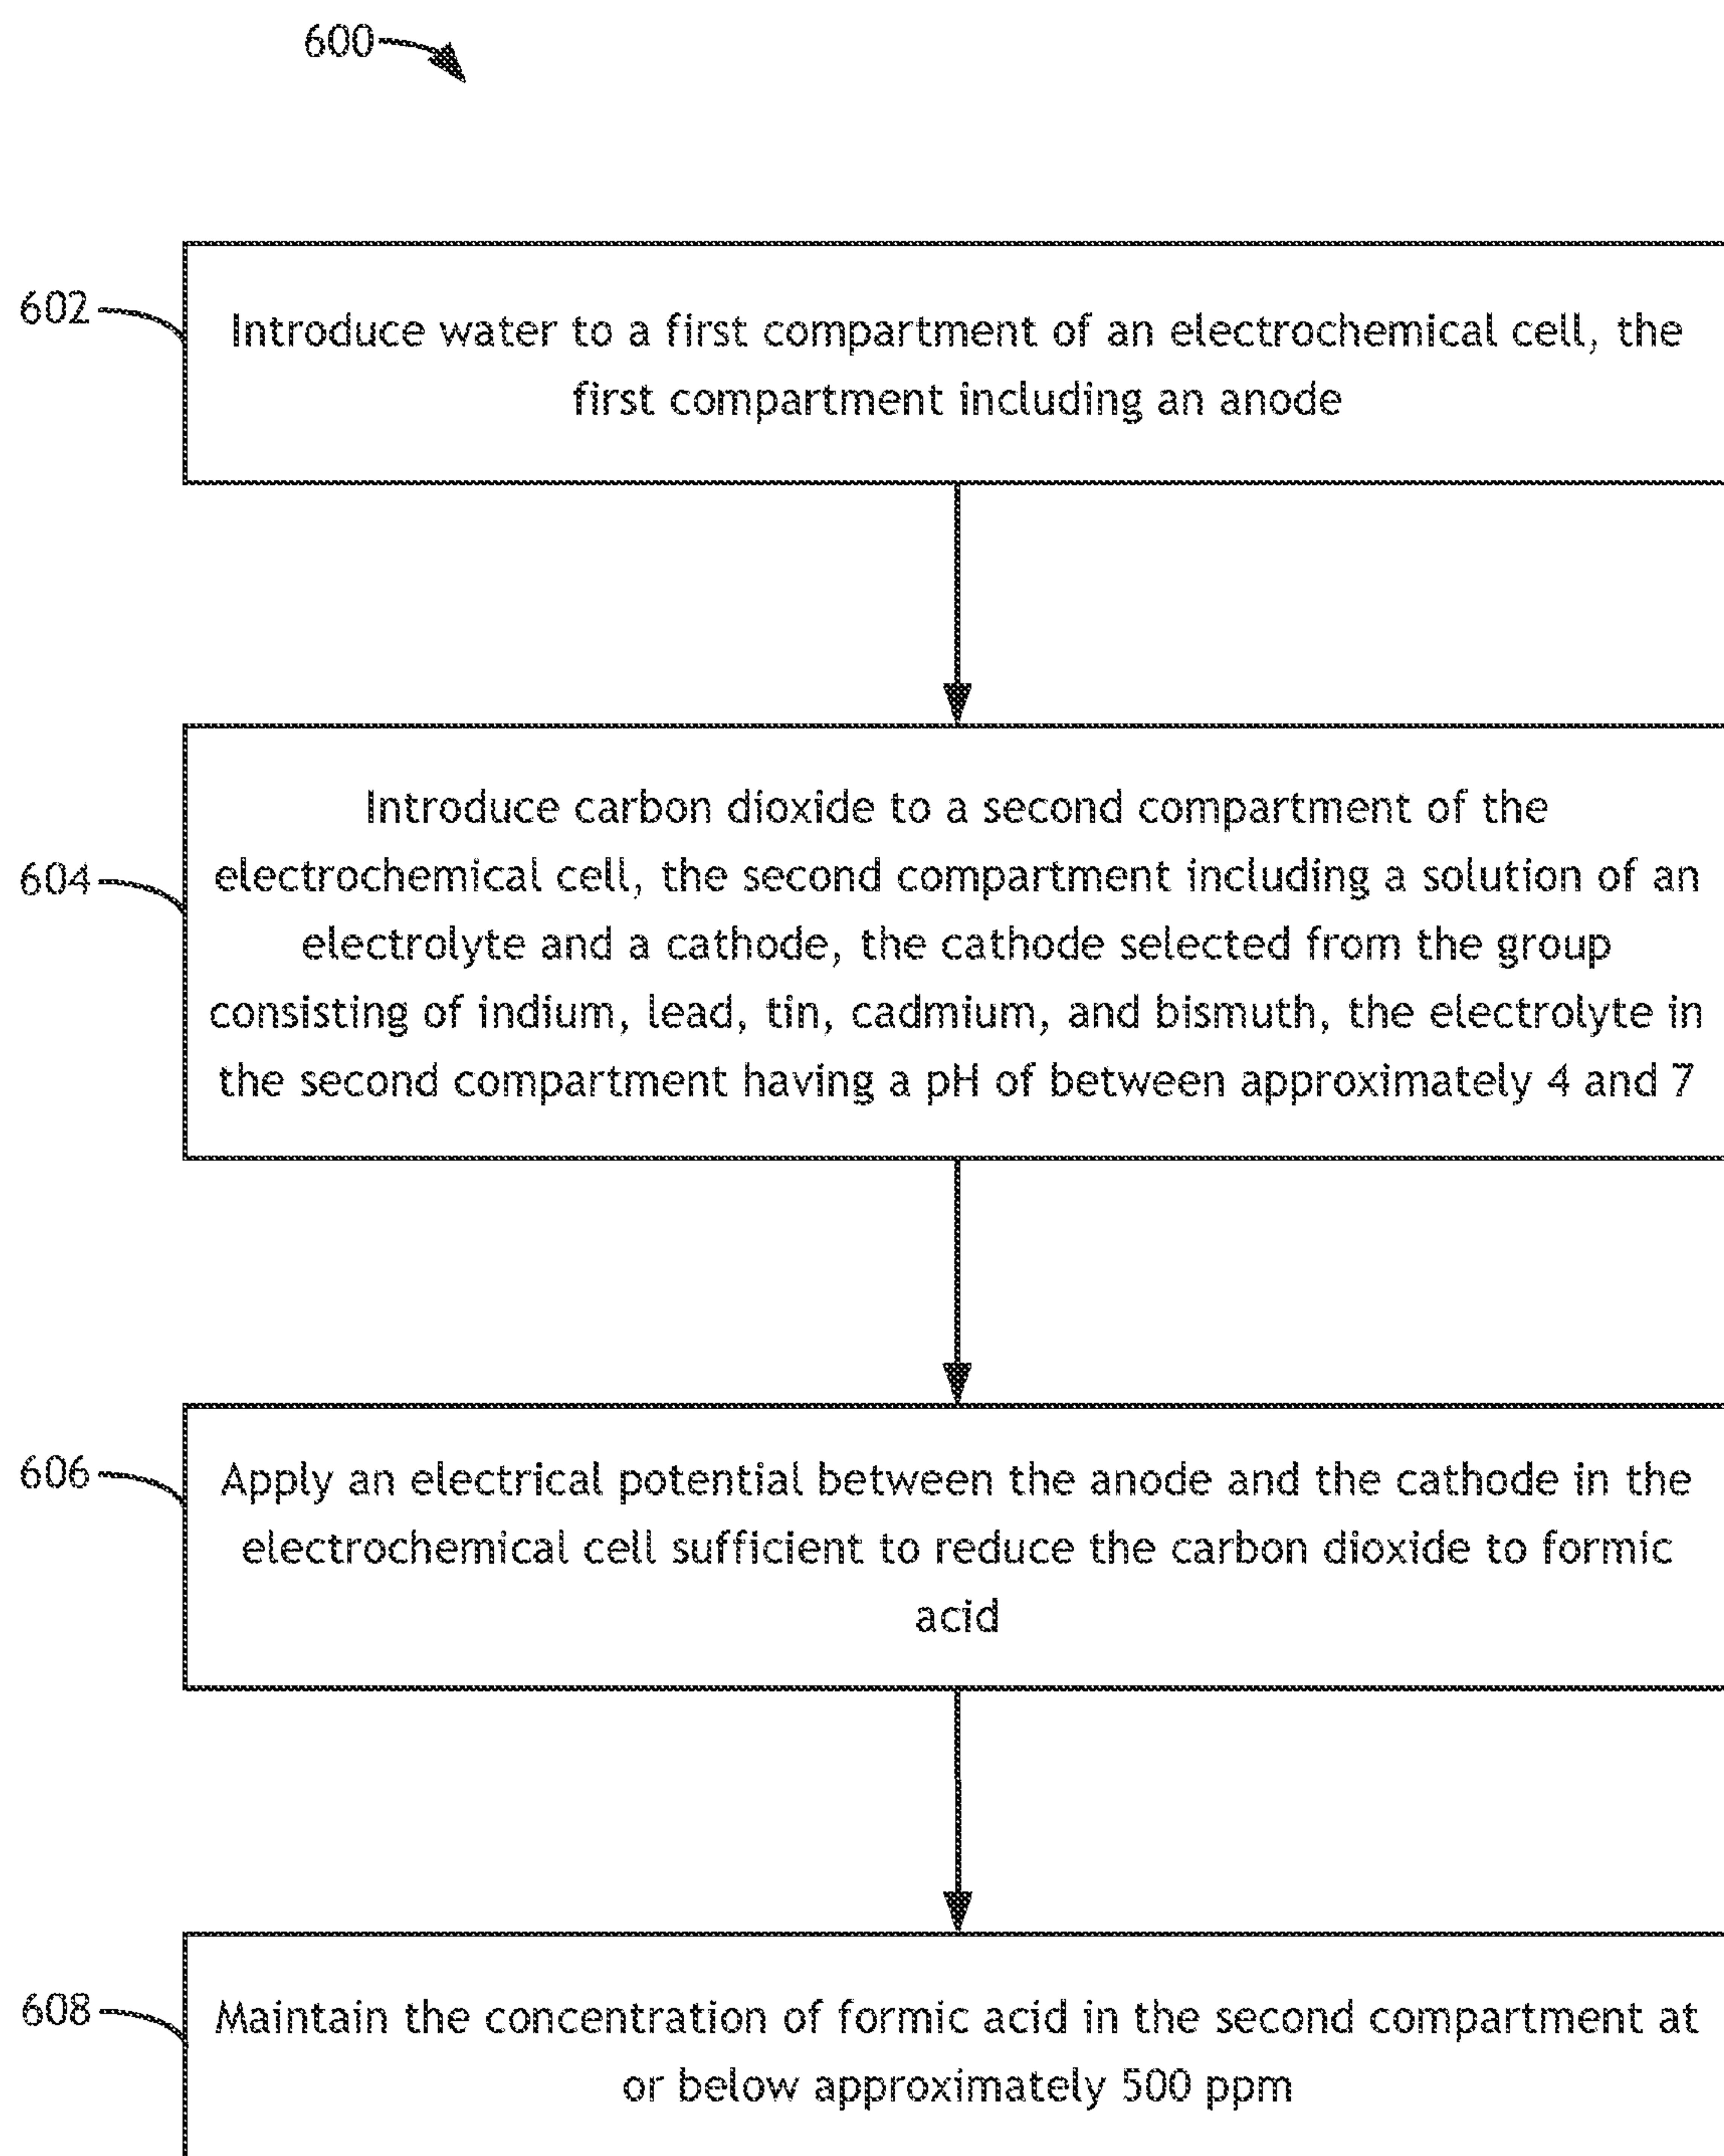 600
602
Introduce water to a first compartment of an electrochemical cell, the
first compartment including an anode
604
Introduce carbon dioxide to a second compartment of the
electrochemical cell, the second compartment including a solution of an
electrolyte and a cathode, the cathode selected from the group
consisting of indium, lead, tin, cadmium, and bismuth, the electrolyte in
the second compartment having a pH of between approximately 4 and 7
606
Apply an electrical potential between the anode and the cathode in the
electrochemical cell sufficient to reduce the carbon dioxide to formic
acid
608
Maintain the concentration of formic acid in the second compartment at
or below approximately 500 ppm